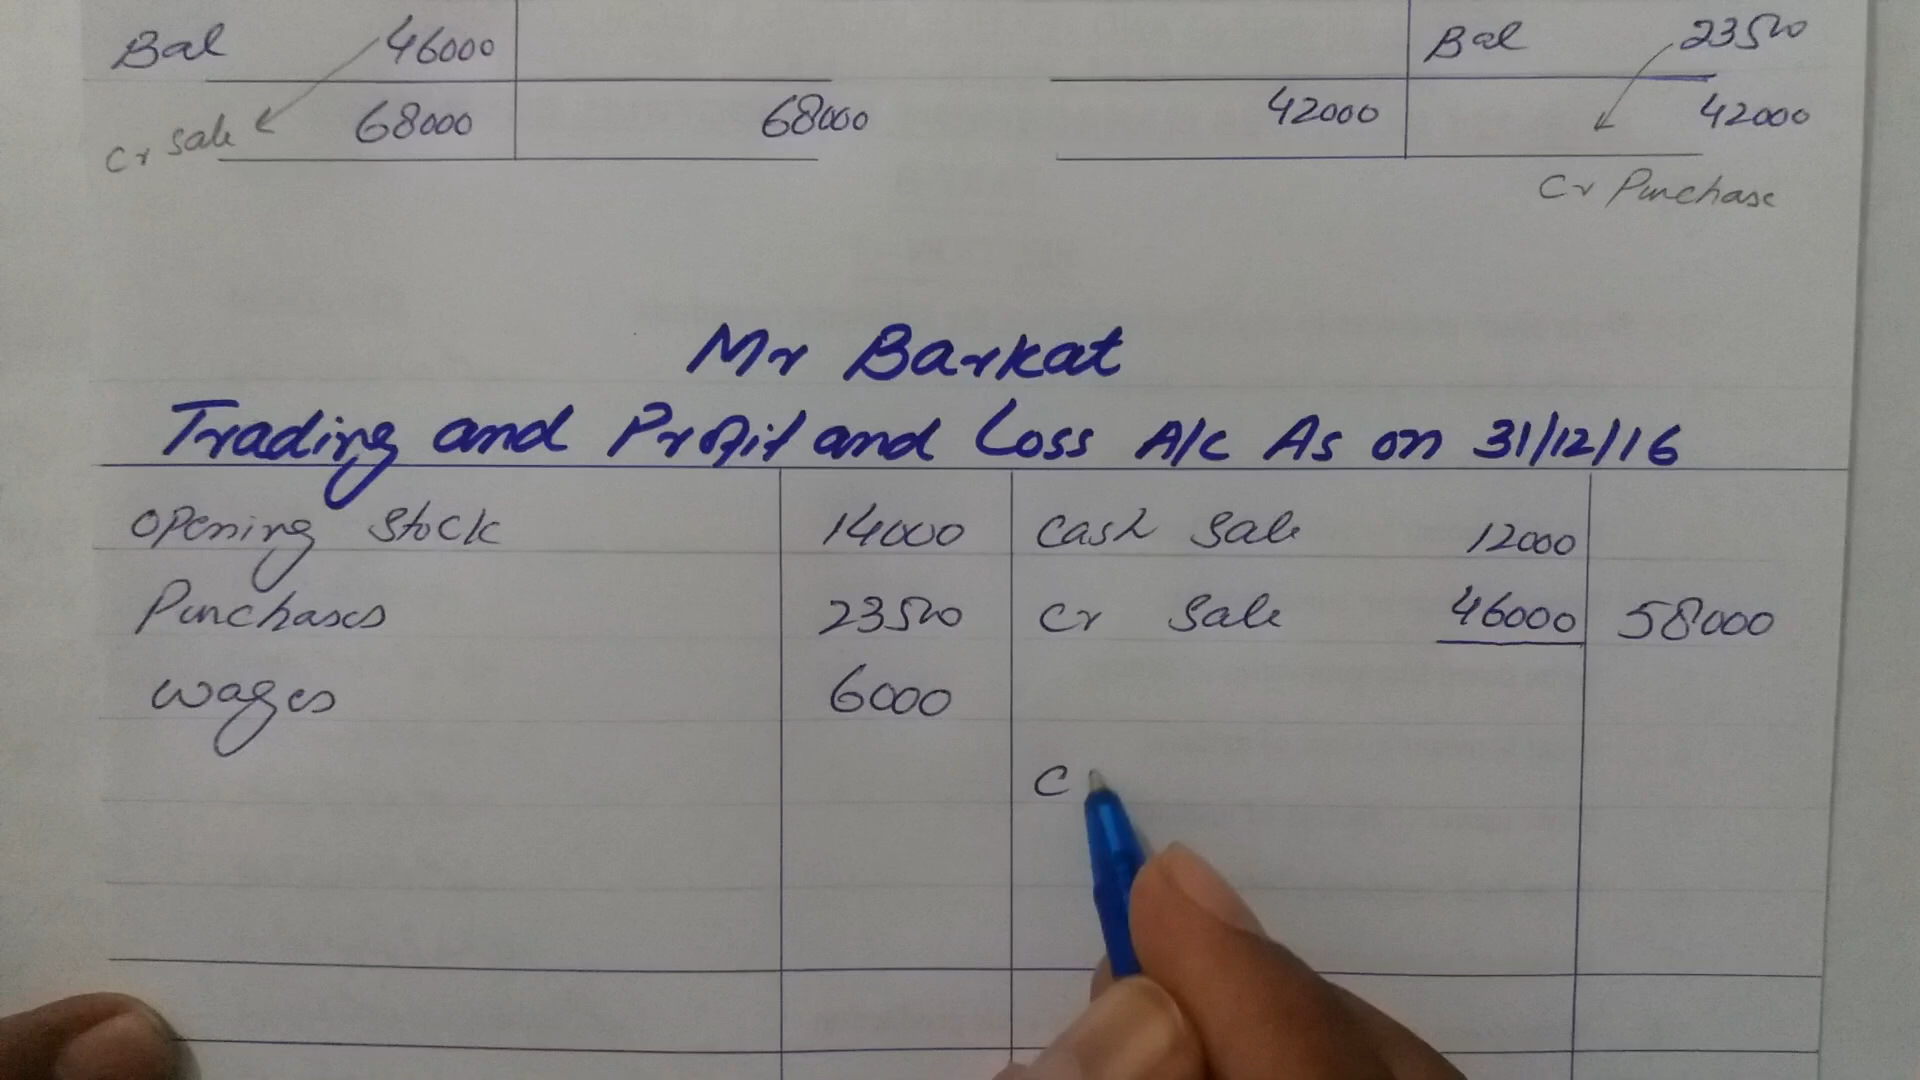 Bal 46000 Bal 23500
68000 68000 42000 42000
Cr Sale
Cr Purchase
Mr Barkat
Trading and Profit and Loss A/c As on 31/12/16
Opening Stock 14000 Cash Sale 12000
Purchases 23500 Cr Sale 46000 58000
Wages 6000
C